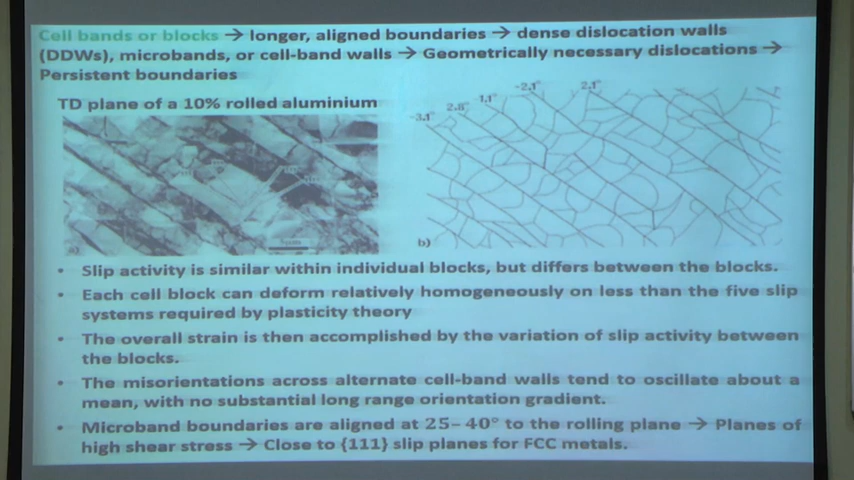 Cell bands or blocks → longer, aligned boundaries → dense dislocation walls
(DDWs), microbands, or cell-band walls → Geometrically necessary dislocations →
Persistent boundaries
TD plane of a 10% rolled aluminium
-3.1° 2.8° -1.1° -2.1° 2.1°
a)
b)
• Slip activity is similar within individual blocks, but differs between the blocks.
• Each cell block can deform relatively homogeneously on less than the five slip
systems required by plasticity theory
• The overall strain is then accomplished by the variation of slip activity between
the blocks.
• The misorientations across alternate cell-band walls tend to oscillate about a
mean, with no substantial long range orientation gradient.
• Microband boundaries are aligned at 25–40° to the rolling plane → Planes of
high shear stress → Close to {111} slip planes for FCC metals.